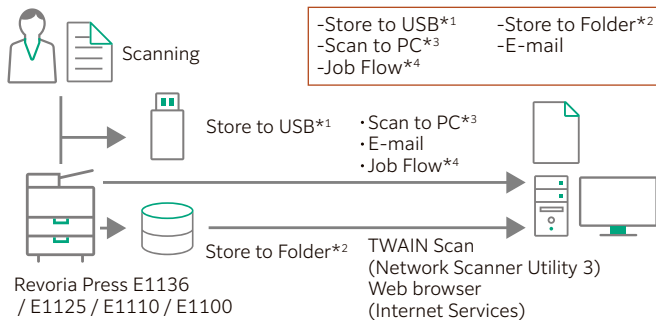 Scanning
-Store to USB*1 -Store to Folder*2
-Scan to PC*3 -E-mail
-Job Flow*4
Store to USB*1
・Scan to PC*3
・E-mail
・Job Flow*4
Store to Folder*2
TWAIN Scan
(Network Scanner Utility 3)
Web browser
(Internet Services)
Revoria Press E1136
/ E1125 / E1110 / E1100